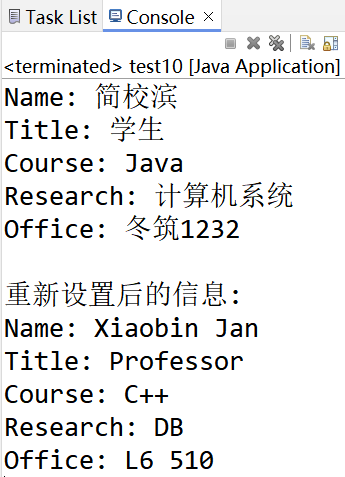 Task List Console
<terminated> test10 [Java Application]
Name: 简校滨
Title: 学生
Course: Java
Research: 计算机系统
Office: 冬筑1232
重新设置后的信息:
Name: Xiaobin Jan
Title: Professor
Course: C++
Research: DB
Office: L6 510